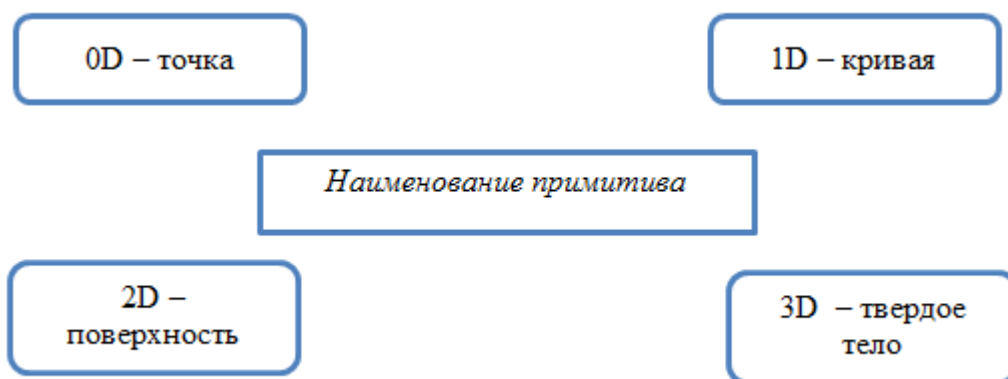 0D – точка
1D – кривая
Наименование примитива
2D –
поверхность
3D – твердое
тело